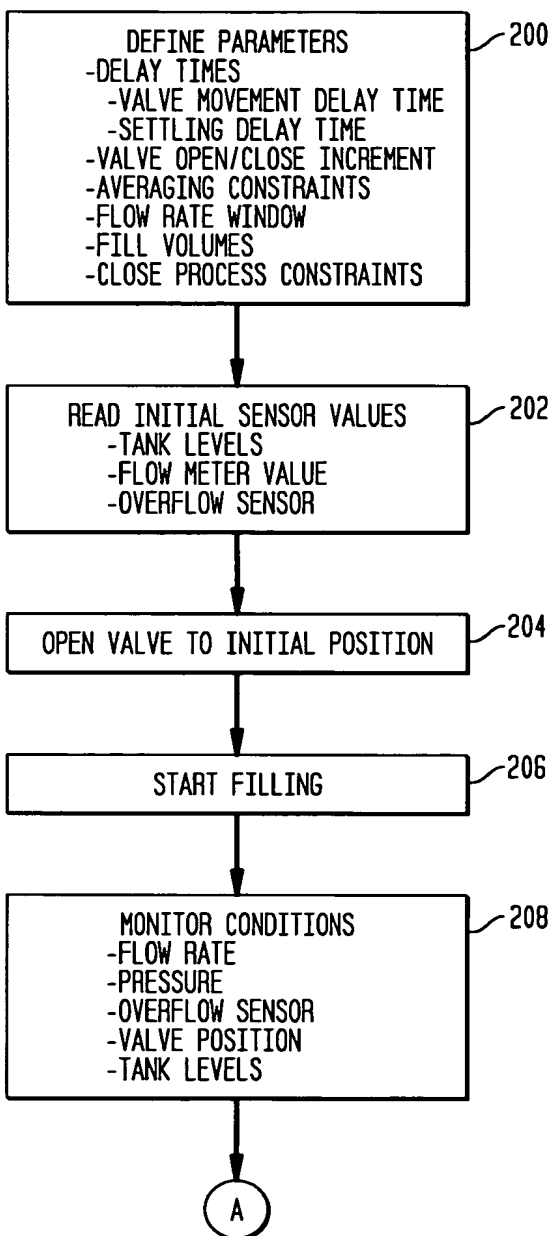 DEFINE PARAMETERS
-DELAY TIMES
-VALVE MOVEMENT DELAY TIME
-SETTLING DELAY TIME
-VALVE OPEN/CLOSE INCREMENT
-AVERAGING CONSTRAINTS
-FLOW RATE WINDOW
-FILL VOLUMES
-CLOSE PROCESS CONSTRAINTS
200
READ INITIAL SENSOR VALUES
-TANK LEVELS
-FLOW METER VALUE
-OVERFLOW SENSOR
202
OPEN VALVE TO INITIAL POSITION
204
START FILLING
206
MONITOR CONDITIONS
-FLOW RATE
-PRESSURE
-OVERFLOW SENSOR
-VALVE POSITION
-TANK LEVELS
208
A